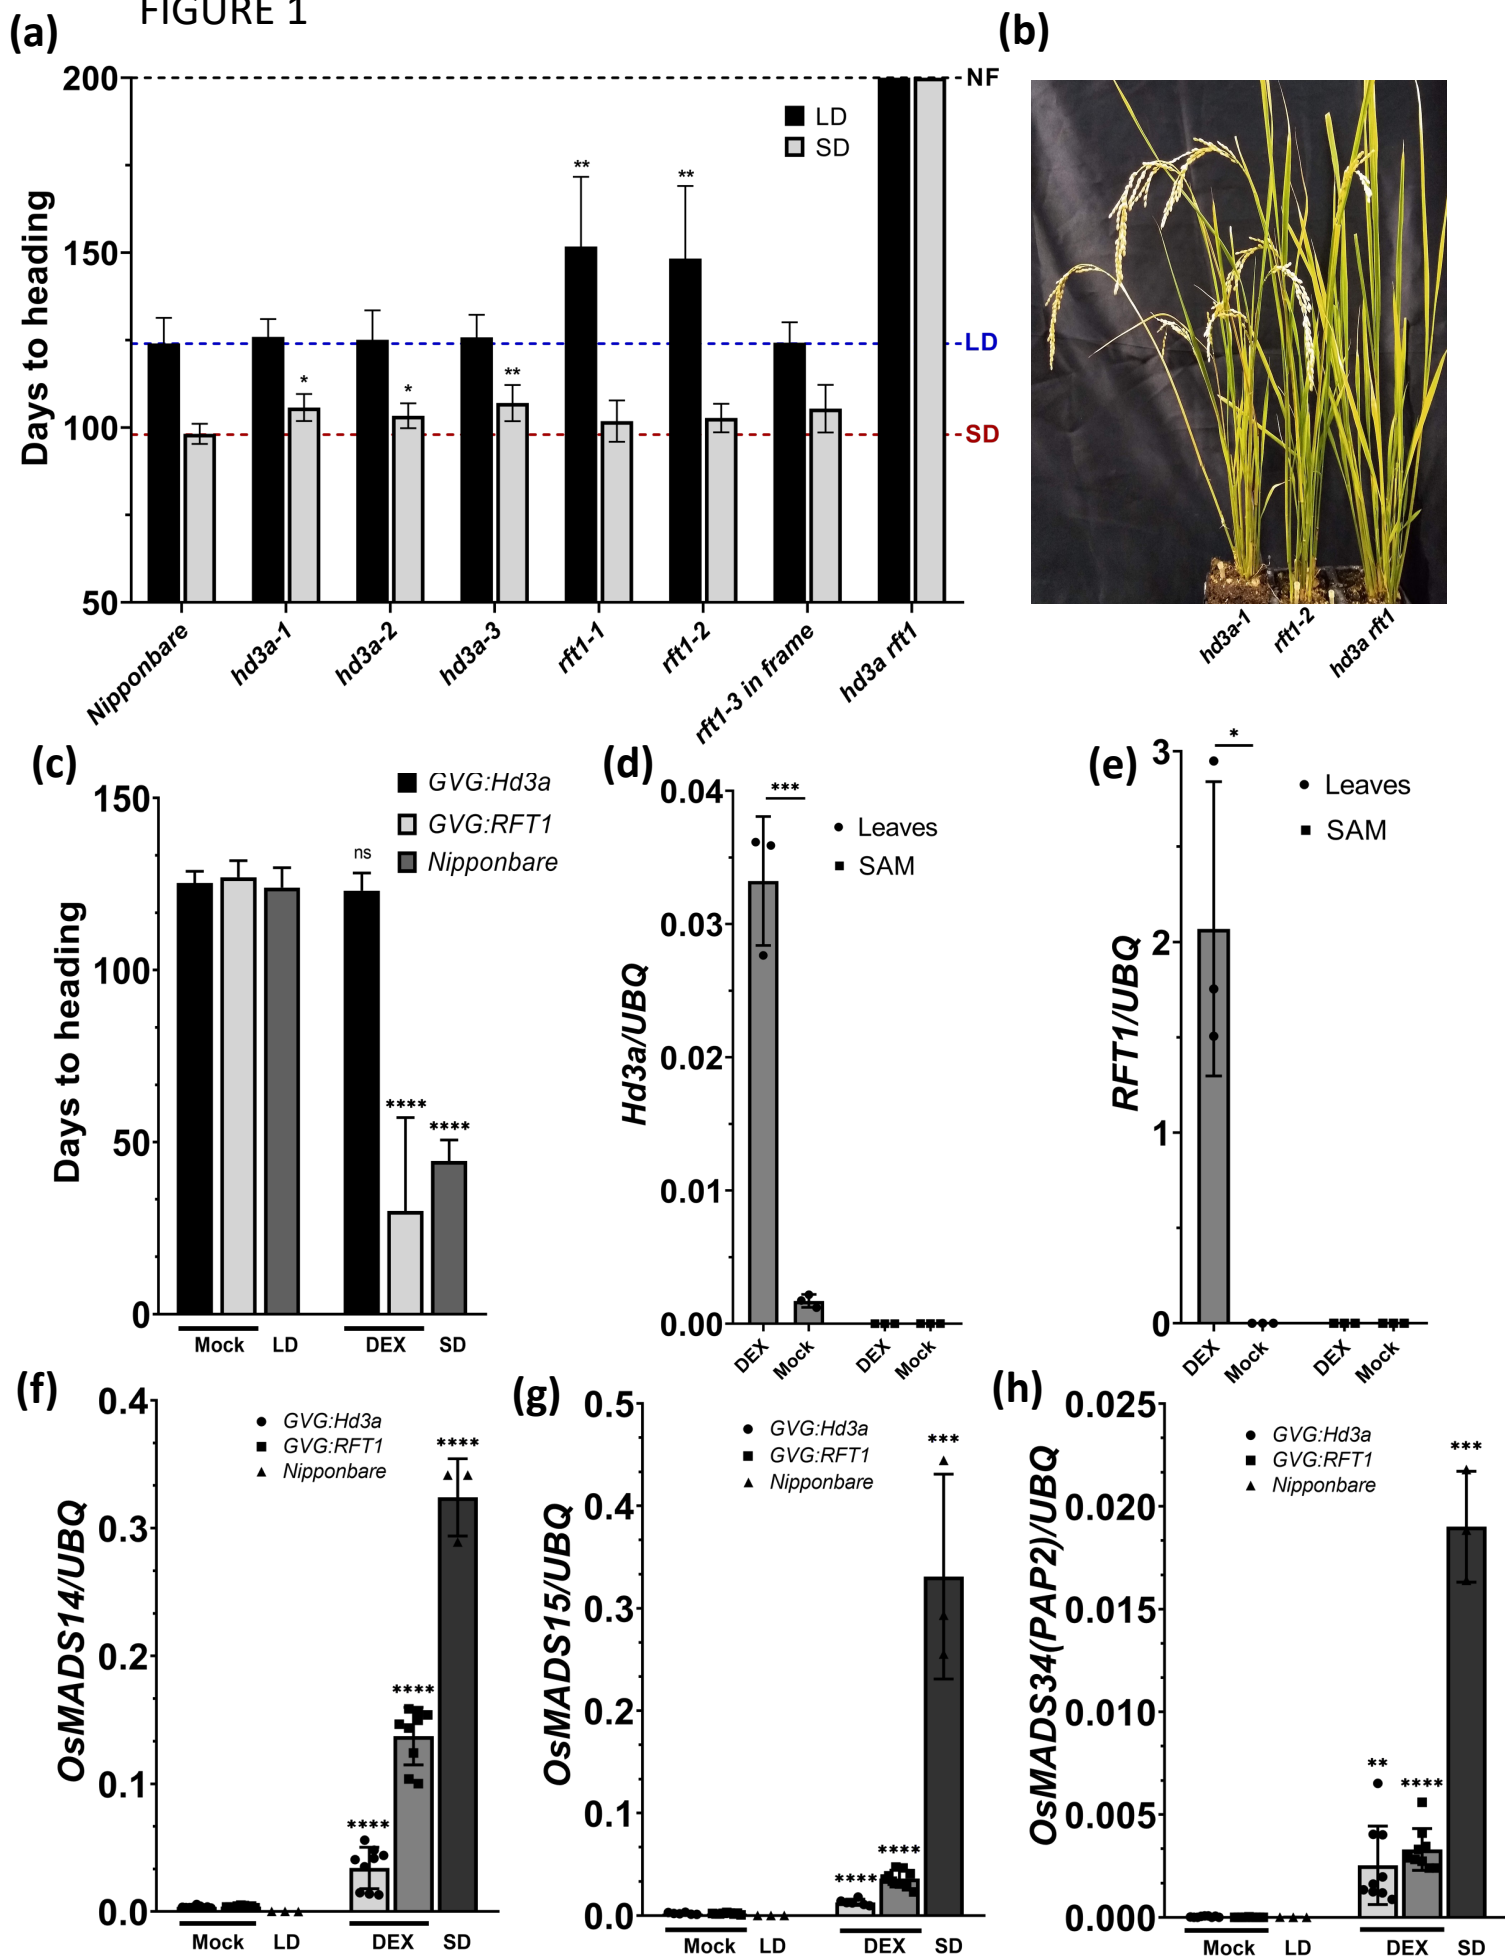 FIGURE 1
(a)
200
150
100
50
Days to heading
LD
SD
**
**
*
*
**
NF
LD
SD
Nipponbare
hd3a-1
hd3a-2
hd3a-3
rft1-1
rft1-2
rft1-3 in frame
hd3a rft1
(b)
hd3a-1
rft1-2
hd3a rft1
(c)
150
100
50
0
Days to heading
GVG:Hd3a
GVG:RFT1
Nipponbare
ns
****
****
Mock
LD
DEX
SD
(d)
0.04
0.03
0.02
0.01
0.00
Hd3a/UBQ
***
Leaves
SAM
DEX
Mock
DEX
Mock
(e)
3
2
1
0
RFT1/UBQ
*
Leaves
SAM
DEX
Mock
DEX
Mock
(f)
0.4
0.3
0.2
0.1
0.0
OsMADS14/UBQ
GVG:Hd3a
GVG:RFT1
Nipponbare
****
****
****
Mock
LD
DEX
SD
(g)
0.5
0.4
0.3
0.2
0.1
0.0
OsMADS15/UBQ
GVG:Hd3a
GVG:RFT1
Nipponbare
****
****
***
Mock
LD
DEX
SD
(h)
0.025
0.020
0.015
0.010
0.005
0.000
OsMADS34(PAP2)/UBQ
GVG:Hd3a
GVG:RFT1
Nipponbare
**
****
***
Mock
LD
DEX
SD